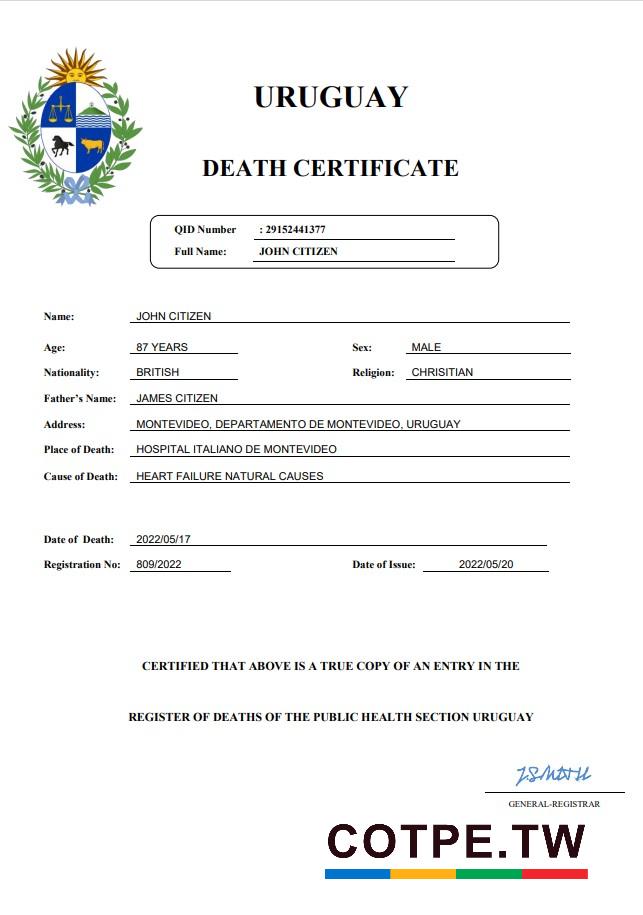 URUGUAY
DEATH CERTIFICATE
QID Number : 29152441377
Full Name: JOHN CITIZEN
Name: JOHN CITIZEN
Age: 87 YEARS Sex: MALE
Nationality: BRITISH Religion: CHRISITIAN
Father's Name: JAMES CITIZEN
Address: MONTEVIDEO, DEPARTAMENTO DE MONTEVIDEO, URUGUAY
Place of Death: HOSPITAL ITALIANO DE MONTEVIDEO
Cause of Death: HEART FAILURE NATURAL CAUSES
Date of Death: 2022/05/17
Registration No: 809/2022 Date of Issue: 2022/05/20
CERTIFIED THAT ABOVE IS A TRUE COPY OF AN ENTRY IN THE
REGISTER OF DEATHS OF THE PUBLIC HEALTH SECTION URUGUAY
GENERAL-REGISTRAR
COTPE.TW